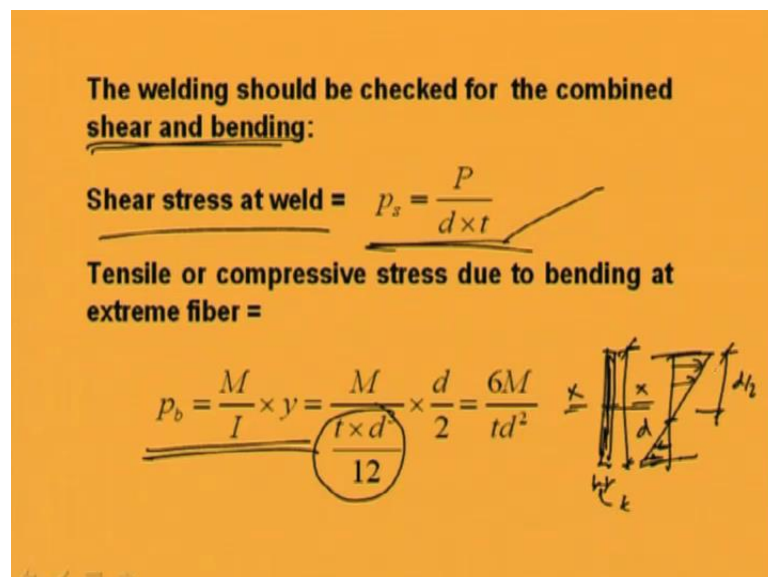 The welding should be checked for the combined
shear and bending:
Shear stress at weld = p_s = P / (d × t)
Tensile or compressive stress due to bending at
extreme fiber =
p_b = M/I × y = M / (t × d³/12) × d/2 = 6M / td²
x x d d/2
t